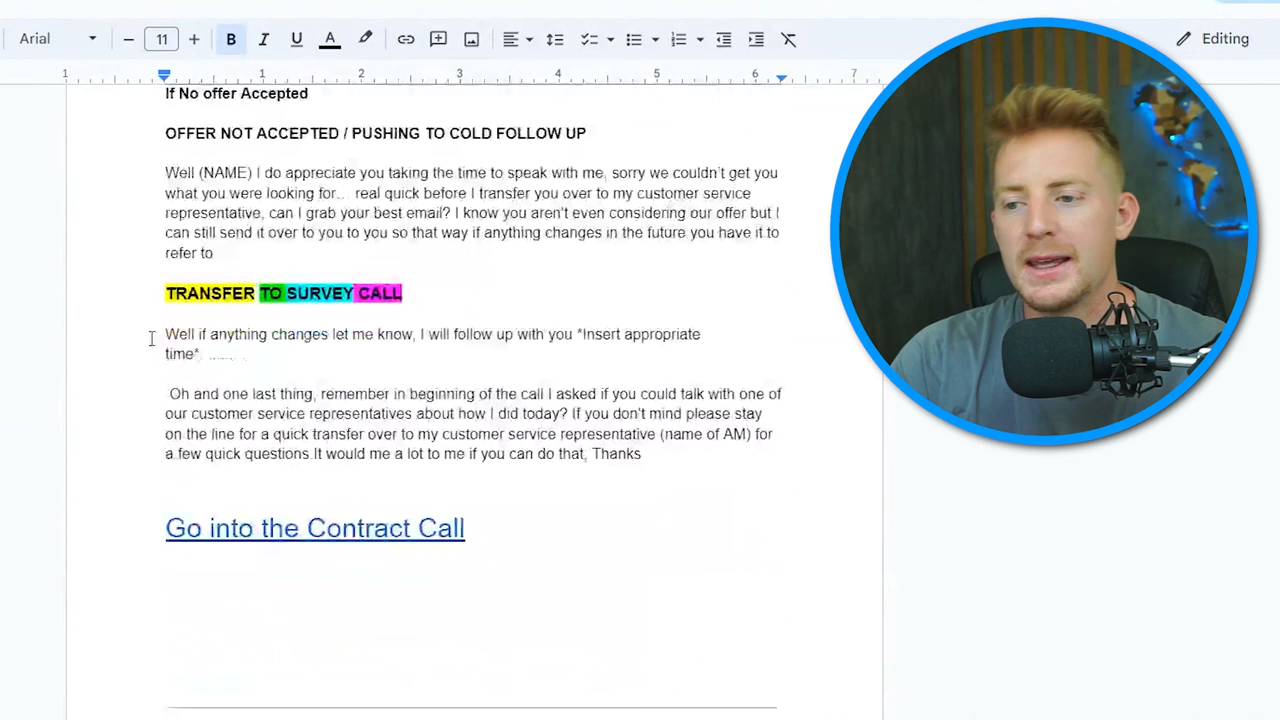 Arial
11
B
I
U
A
Editing
1
1
2
3
4
5
6
7
If No offer Accepted
OFFER NOT ACCEPTED / PUSHING TO COLD FOLLOW UP
Well (NAME) I do appreciate you taking the time to speak with me, sorry we couldn't get you
what you were looking for... real quick before I transfer you over to my customer service
representative, can I grab your best email? I know you aren't even considering our offer but I
can still send it over to you to you so that way if anything changes in the future you have it to
refer to
TRANSFER TO SURVEY CALL
Well if anything changes let me know, I will follow up with you *Insert appropriate
time*
Oh and one last thing, remember in beginning of the call I asked if you could talk with one of
our customer service representatives about how I did today? If you don't mind please stay
on the line for a quick transfer over to my customer service representative (name of AM) for
a few quick questions.It would me a lot to me if you can do that, Thanks
Go into the Contract Call